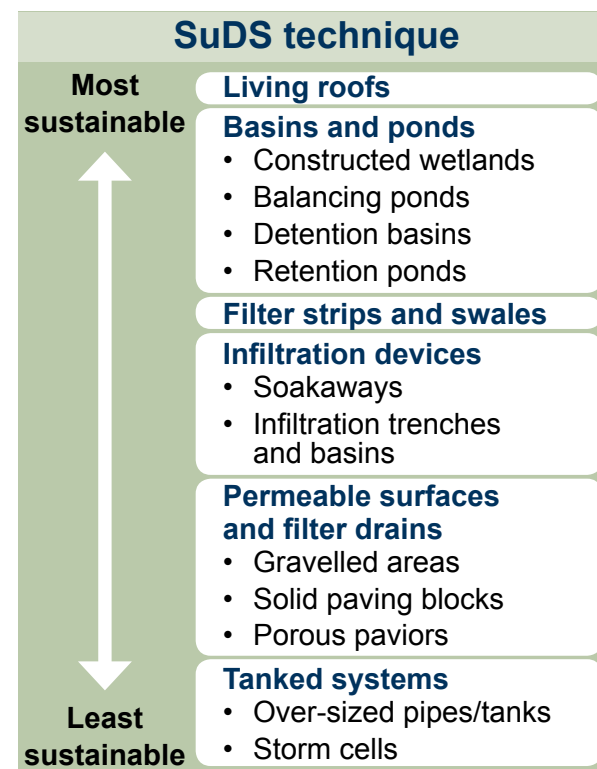 SuDS technique
Most
sustainable
Living roofs
Basins and ponds
• Constructed wetlands
• Balancing ponds
• Detention basins
• Retention ponds
Filter strips and swales
Infiltration devices
• Soakaways
• Infiltration trenches
and basins
Permeable surfaces
and filter drains
• Gravelled areas
• Solid paving blocks
• Porous paviors
Least
sustainable
Tanked systems
• Over-sized pipes/tanks
• Storm cells